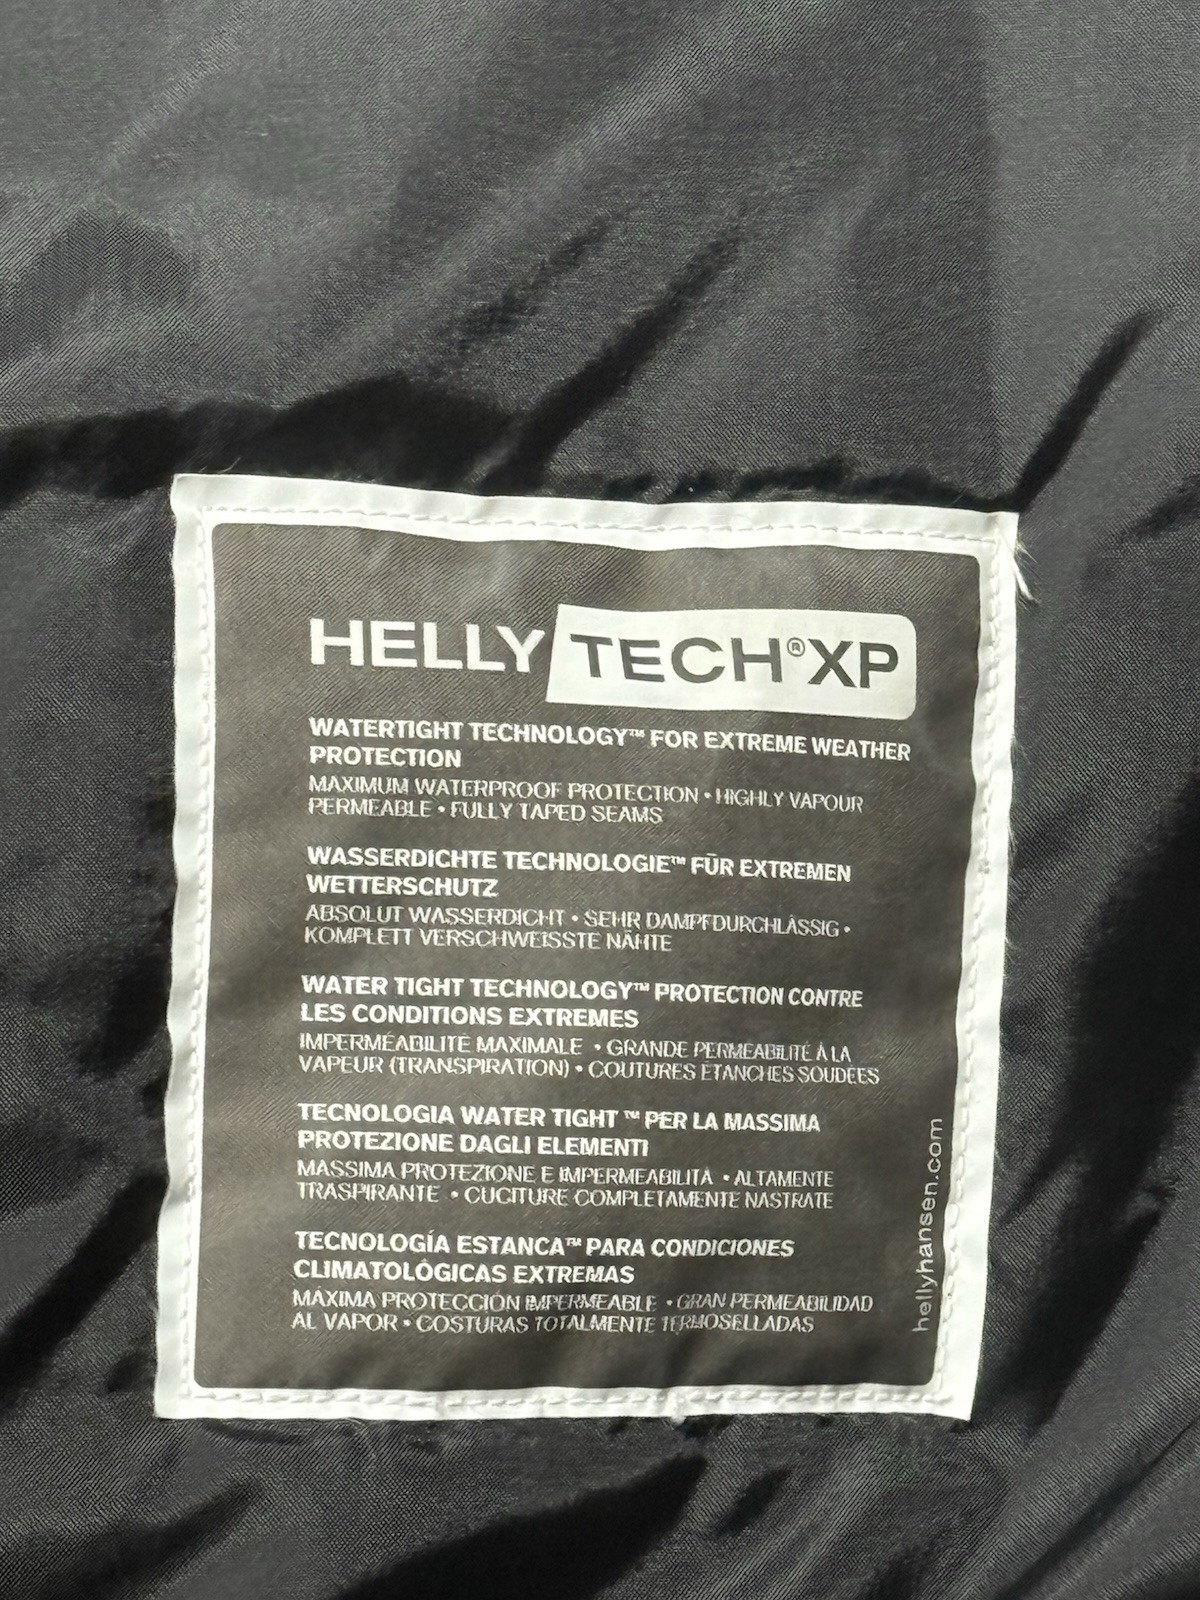 HELLY TECH® XP
WATERTIGHT TECHNOLOGY™ FOR EXTREME WEATHER
PROTECTION
MAXIMUM WATERPROOF PROTECTION • HIGHLY VAPOUR
PERMEABLE • FULLY TAPED SEAMS
WASSERDICHTE TECHNOLOGIE™ FÜR EXTREMEN
WETTERSCHUTZ
ABSOLUT WASSERDICHT • SEHR DAMPFDURCHLÄSSIG •
KOMPLETT VERSCHWEISSTE NÄHTE
WATER TIGHT TECHNOLOGY™ PROTECTION CONTRE
LES CONDITIONS EXTREMES
IMPERMÉABILITÉ MAXIMALE • GRANDE PERMEABILITÉ À LA
VAPEUR (TRANSPIRATION) • COUTURES ÉTANCHES SOUDÉES
TECNOLOGIA WATER TIGHT ™ PER LA MASSIMA
PROTEZIONE DAGLI ELEMENTI
MASSIMA PROTEZIONE E IMPERMEABILITÀ • ALTAMENTE
TRASPIRANTE • CUCITURE COMPLETAMENTE NASTRATE
TECNOLOGÍA ESTANCA™ PARA CONDICIONES
CLIMATOLÓGICAS EXTREMAS
MÁXIMA PROTECCIÓN IMPERMEABLE • GRAN PERMEABILIDAD
AL VAPOR • COSTURAS TOTALMENTE TERMOSELLADAS
hellyhansen.com